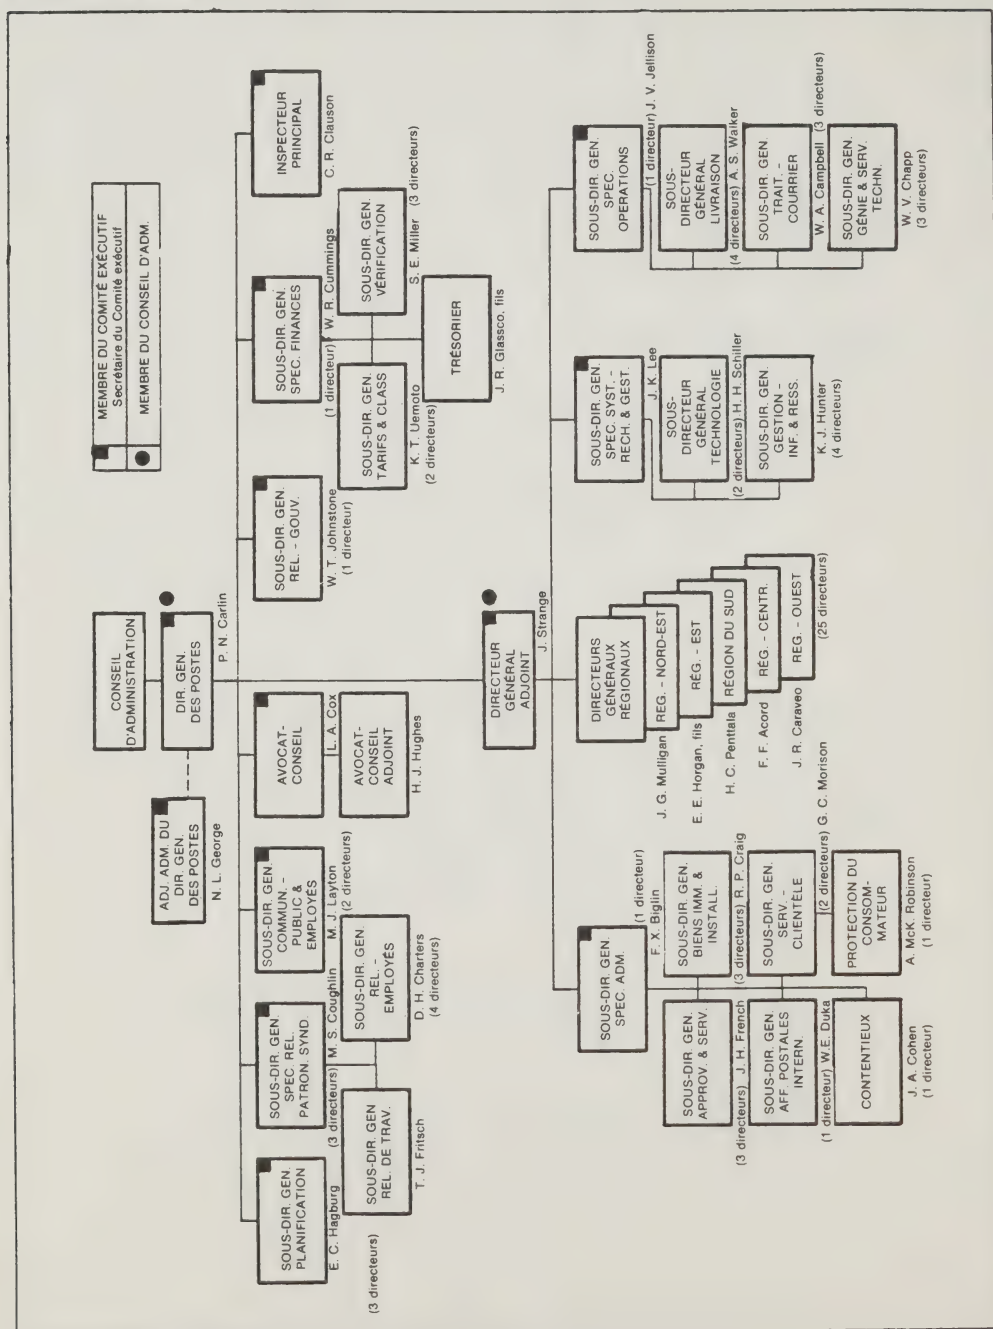 MEMBRE DU COMITÉ EXÉCUTIF
Secrétaire du Comité exécutif
MEMBRE DU CONSEIL D'ADM.
CONSEIL
D'ADMINISTRATION
DIR. GEN.
DES POSTES
P. N. Carlin
ADJ. ADM. DU
DIR. GEN.
DES POSTES
N. L. George
SOUS-DIR. GEN.
PLANIFICATION
E. C. Hagburg
SOUS-DIR. GEN.
SPEC. REL.
PATRON. SYND.
(3 directeurs) M. S. Coughlin
SOUS-DIR. GEN
REL. DE TRAV.
T. J. Fritsch
(3 directeurs)
SOUS-DIR. GEN.
REL. -
EMPLOYÉS
D. H. Charters
(4 directeurs)
SOUS-DIR. GEN.
COMMUN. -
PUBLIC &
EMPLOYÉS
M. J. Layton
(2 directeurs)
AVOCAT-
CONSEIL
L. A. Cox
AVOCAT-
CONSEIL
ADJOINT
H. J. Hughes
SOUS-DIR. GEN.
REL. - GOUV.
W. T. Johnstone
(1 directeur)
SOUS-DIR. GEN.
SPEC. FINANCES
(1 directeur) W. R. Cummings
SOUS-DIR. GEN.
TARIFS & CLASS
K. T. Uemoto
(2 directeurs)
SOUS-DIR. GEN.
VÉRIFICATION
S. E. Miller
(3 directeurs)
TRÉSORIER
J. R. Glassco, fils
INSPECTEUR
PRINCIPAL
C. R. Clauson
DIRECTEUR
GÉNÉRAL
ADJOINT
J. Strange
SOUS-DIR. GEN.
SPEC. ADM.
F. X. Biglin
(1 directeur)
SOUS-DIR. GEN.
APPROV. & SERV.
(3 directeurs) J. H. French
SOUS-DIR. GEN.
BIENS IMM. &
INSTALL.
(3 directeurs) R. P. Craig
SOUS-DIR. GEN.
AFF. POSTALES
INTERN.
(1 directeur) W.E. Duka
SOUS-DIR. GEN.
SERV. -
CLIENTÈLE
(2 directeurs) G. C. Morison
CONTENTIEUX
J. A. Cohen
(1 directeur)
PROTECTION DU
CONSOM-
MATEUR
A. McK. Robinson
(1 directeur)
DIRECTEURS
GÉNÉRAUX
RÉGIONAUX
REG. - NORD-EST
J. G. Mulligan
RÉG. - EST
E. E. Horgan, fils
RÉGION DU SUD
H. C. Penttala
RÉG. - CENTR.
F. F. Acord
REG. - OUEST
J. R. Caraveo
(25 directeurs)
SOUS-DIR. GEN.
SPEC. SYST. -
RECH. & GEST.
J. K. Lee
SOUS-
DIRECTEUR
GÉNÉRAL
TECHNOLOGIE
(2 directeurs) H. H. Schiller
SOUS-DIR. GEN.
GESTION -
INF. & RESS.
K. J. Hunter
(4 directeurs)
SOUS-DIR. GEN.
SPEC.
OPERATIONS
(1 directeur) J. V. Jellison
SOUS-
DIRECTEUR
GÉNÉRAL
LIVRAISON
(4 directeurs) A. S. Walker
SOUS-DIR. GEN.
TRAIT. -
COURRIER
W. A. Campbell (3 directeurs)
SOUS-DIR. GEN.
GÉNIE & SERV.
TECHN.
W. V. Chapp
(3 directeurs)